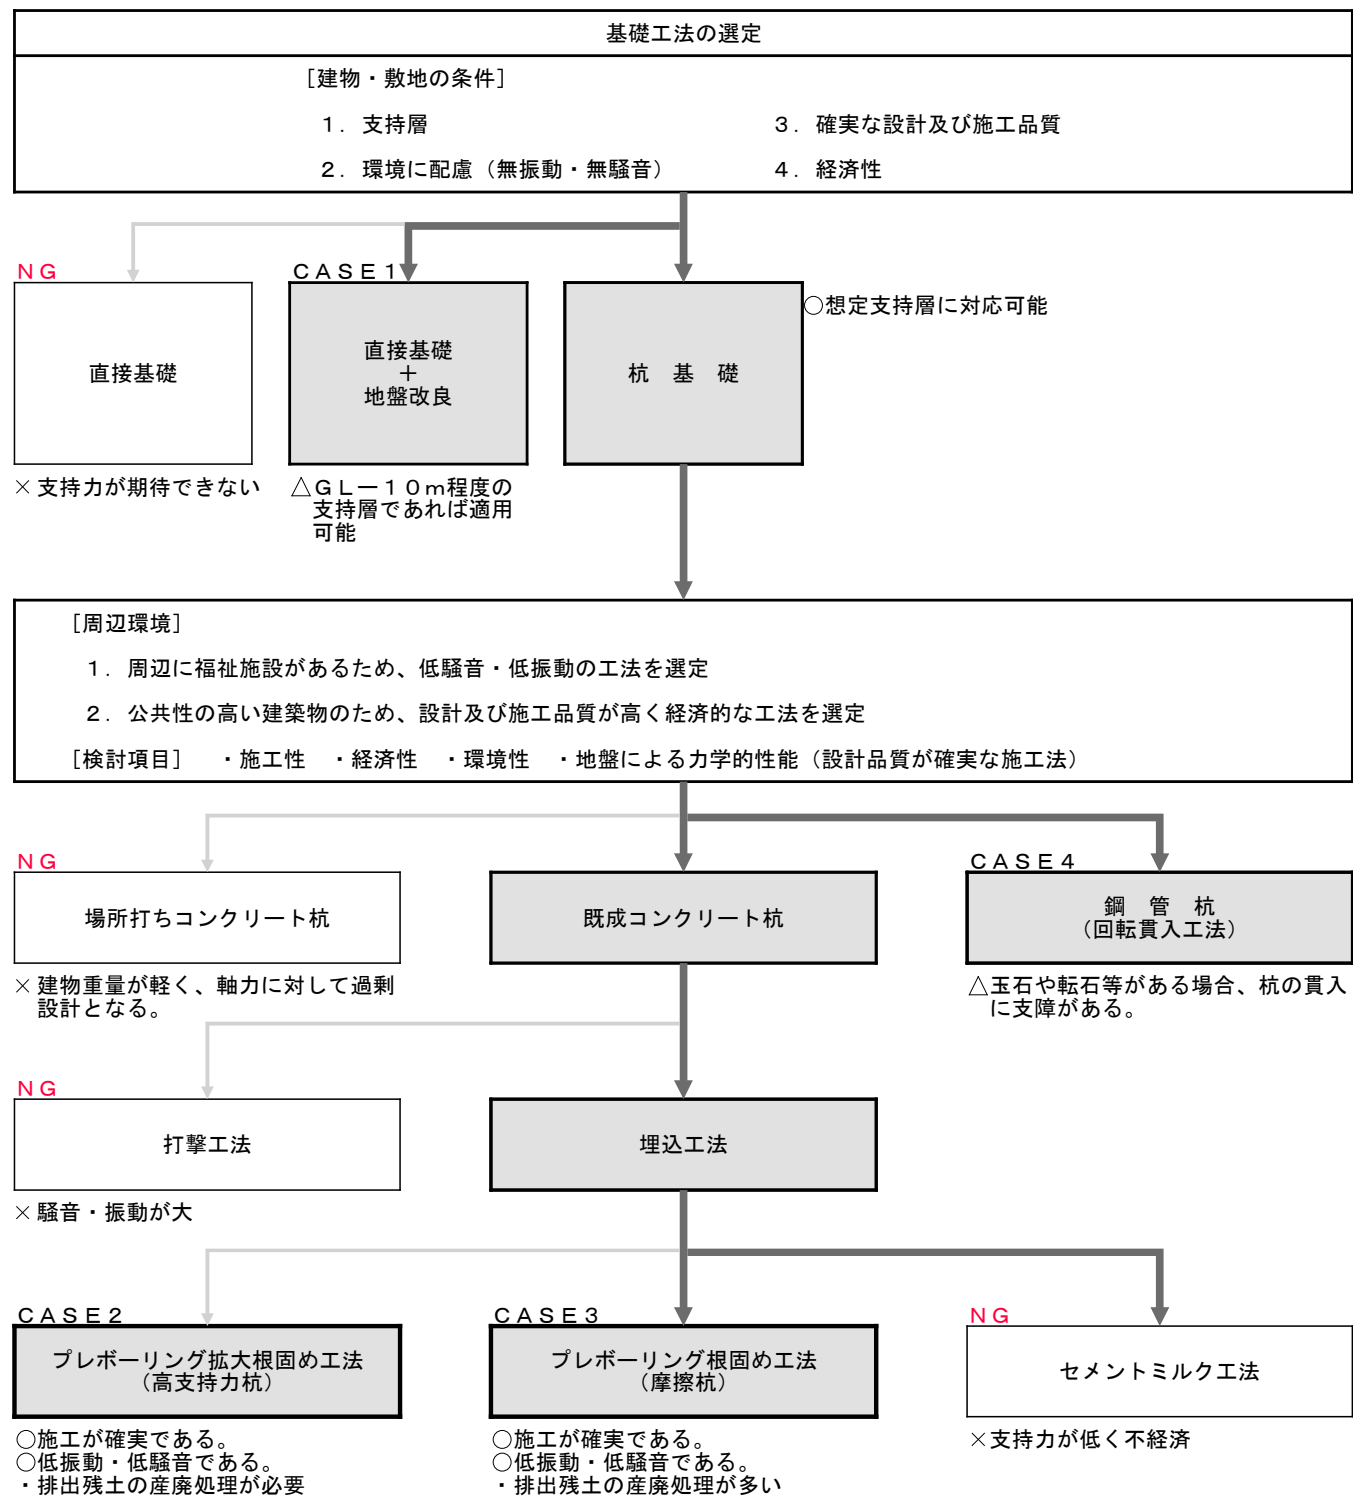 基礎工法の選定
［建物・敷地の条件］
１．支持層
２．環境に配慮（無振動・無騒音）
３．確実な設計及び施工品質
４．経済性
ＮＧ
直接基礎
×支持力が期待できない
ＣＡＳＥ１
直接基礎
＋
地盤改良
△ＧＬー１０ｍ程度の
支持層であれば適用
可能
杭　基　礎
○想定支持層に対応可能
［周辺環境］
１．周辺に福祉施設があるため、低騒音・低振動の工法を選定
２．公共性の高い建築物のため、設計及び施工品質が高く経済的な工法を選定
［検討項目］　・施工性　・経済性　・環境性　・地盤による力学的性能（設計品質が確実な施工法）
ＮＧ
場所打ちコンクリート杭
×建物重量が軽く、軸力に対して過剰
設計となる。
既成コンクリート杭
ＣＡＳＥ４
鋼　管　杭
（回転貫入工法）
△玉石や転石等がある場合、杭の貫入
に支障がある。
ＮＧ
打撃工法
×騒音・振動が大
埋込工法
ＣＡＳＥ２
プレボーリング拡大根固め工法
（高支持力杭）
○施工が確実である。
○低振動・低騒音である。
・排出残土の産廃処理が必要
ＣＡＳＥ３
プレボーリング根固め工法
（摩擦杭）
○施工が確実である。
○低振動・低騒音である。
・排出残土の産廃処理が多い
ＮＧ
セメントミルク工法
×支持力が低く不経済